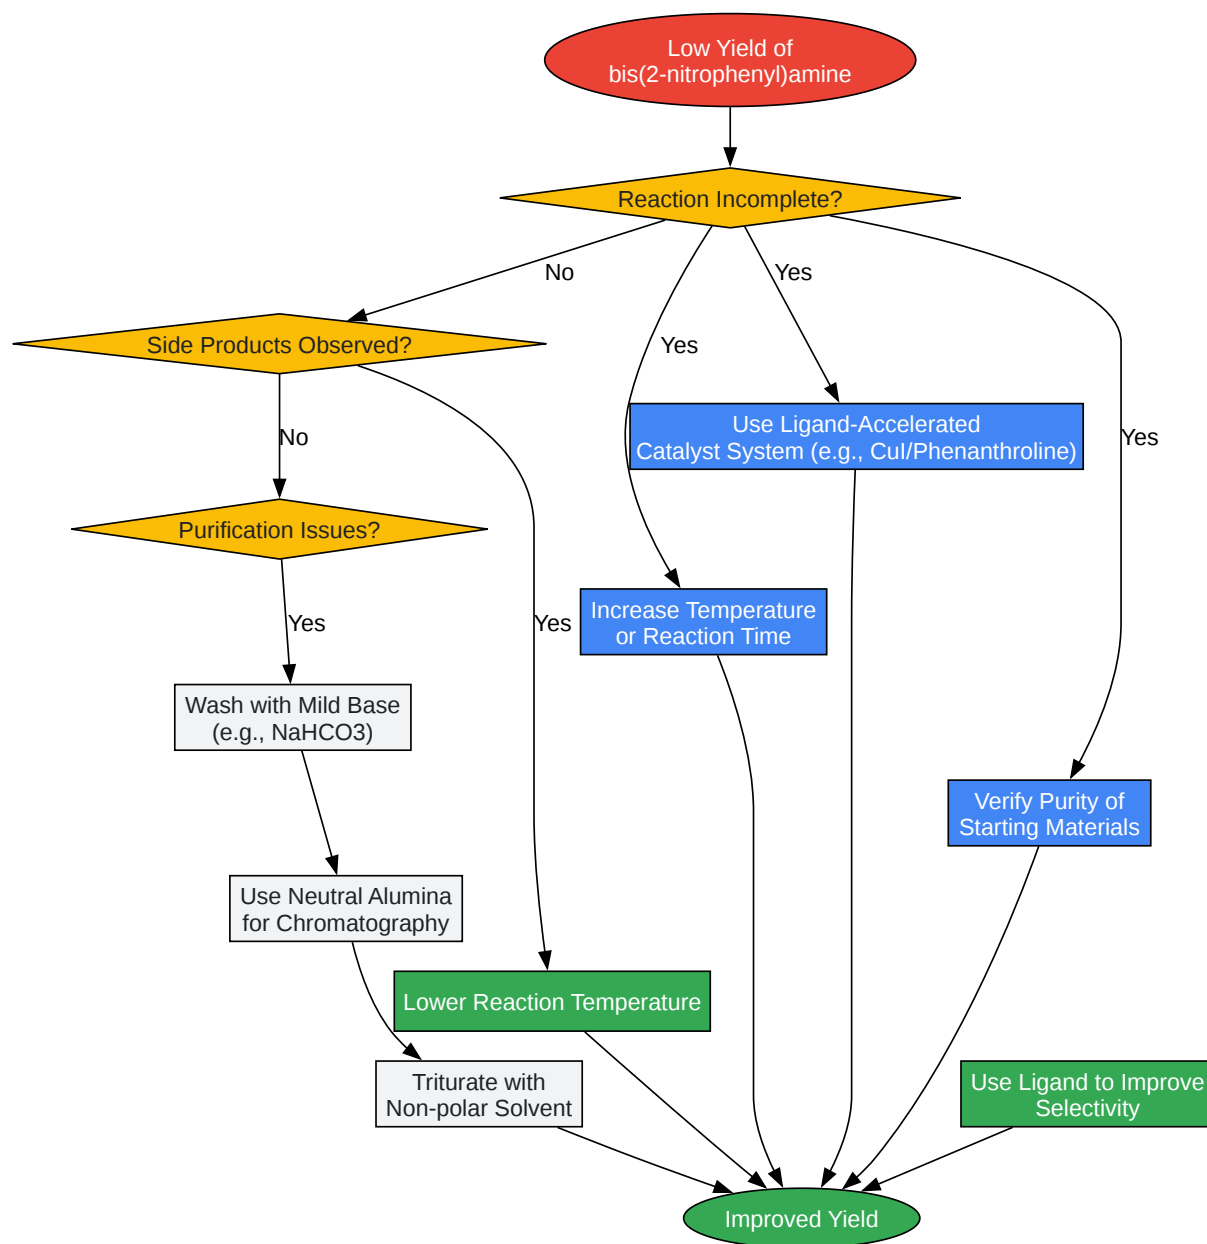 Low Yield of
bis(2-nitrophenyl)amine
Reaction Incomplete?
No
Yes
Side Products Observed?
Yes
Use Ligand-Accelerated
Catalyst System (e.g., CuI/Phenanthroline)
No
Yes
Purification Issues?
Increase Temperature
or Reaction Time
Yes
Yes
Wash with Mild Base
(e.g., NaHCO3)
Verify Purity of
Starting Materials
Use Neutral Alumina
for Chromatography
Lower Reaction Temperature
Triturate with
Non-polar Solvent
Use Ligand to Improve
Selectivity
Improved Yield